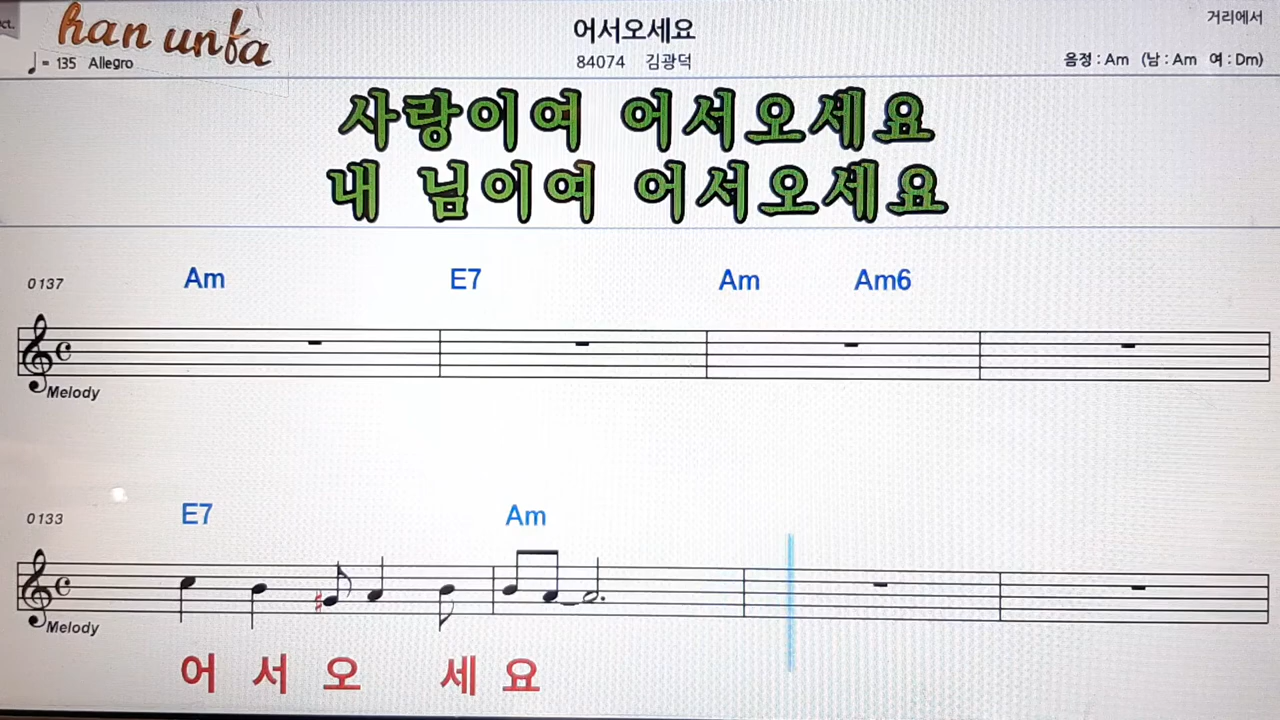 ct.
han unfa
어서오세요
거리에서
= 135 Allegro
84074 김광덕
음정 : Am (남 : Am 여 : Dm)
사랑이여 어서오세요
내 님이여 어서오세요
0137
Am E7 Am Am6
Melody
0133
E7 Am
Melody
어 서 오 세 요